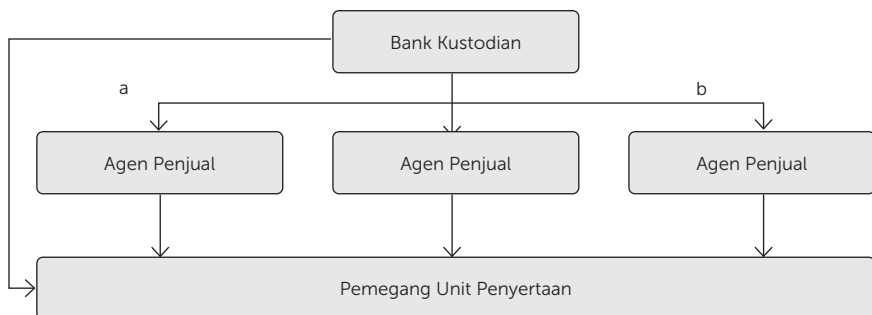 Bank Kustodian
a
b
Agen Penjual
Agen Penjual
Agen Penjual
Pemegang Unit Penyertaan